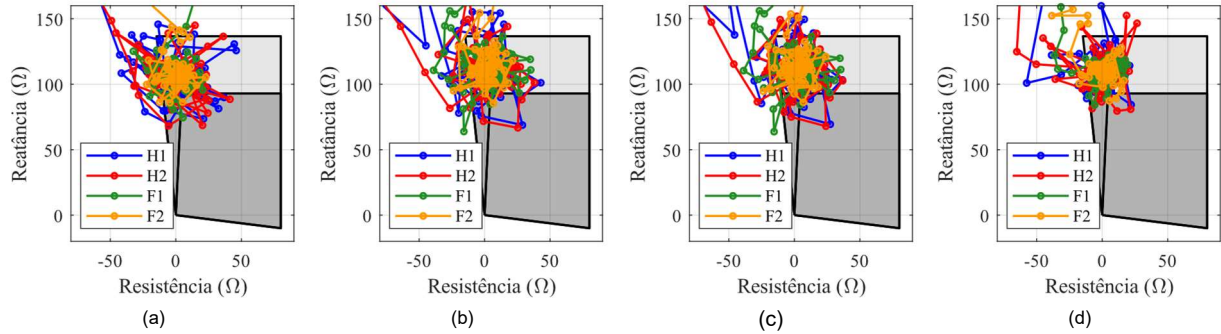 150
100
50
0
Reatância (Ω)
H1
H2
F1
F2
-50 0 50
Resistência (Ω)
(a)
150
100
50
0
Reatância (Ω)
H1
H2
F1
F2
-50 0 50
Resistência (Ω)
(b)
150
100
50
0
Reatância (Ω)
H1
H2
F1
F2
-50 0 50
Resistência (Ω)
(c)
150
100
50
0
Reatância (Ω)
H1
H2
F1
F2
-50 0 50
Resistência (Ω)
(d)